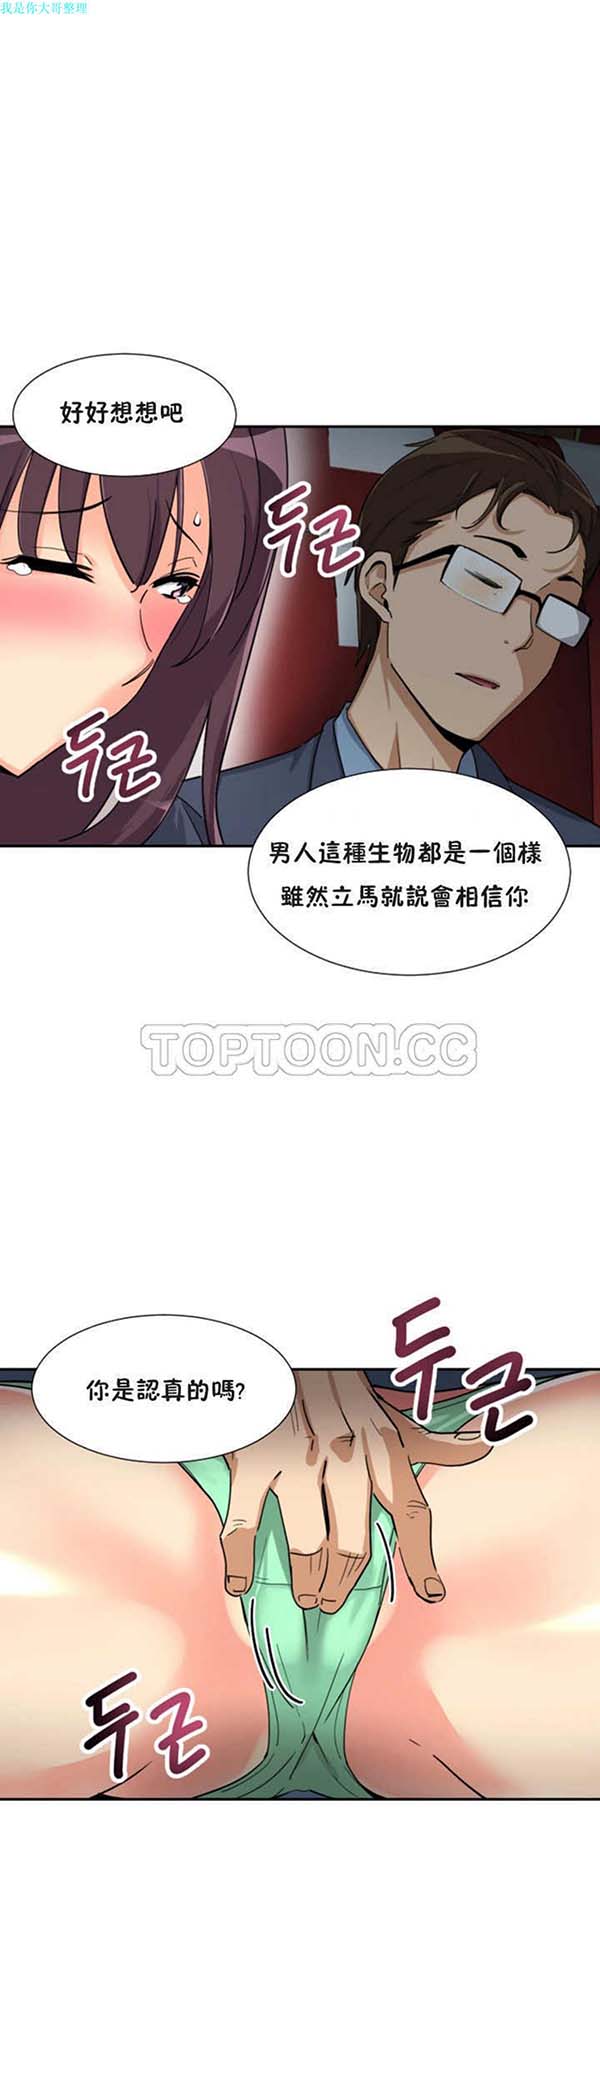 我是你大哥整理
好好想想吧
두근
두근
男人這種生物都是一個樣
雖然立馬就説會相信你
TOPTOON.CC
두근
你是認真的嗎?
두근